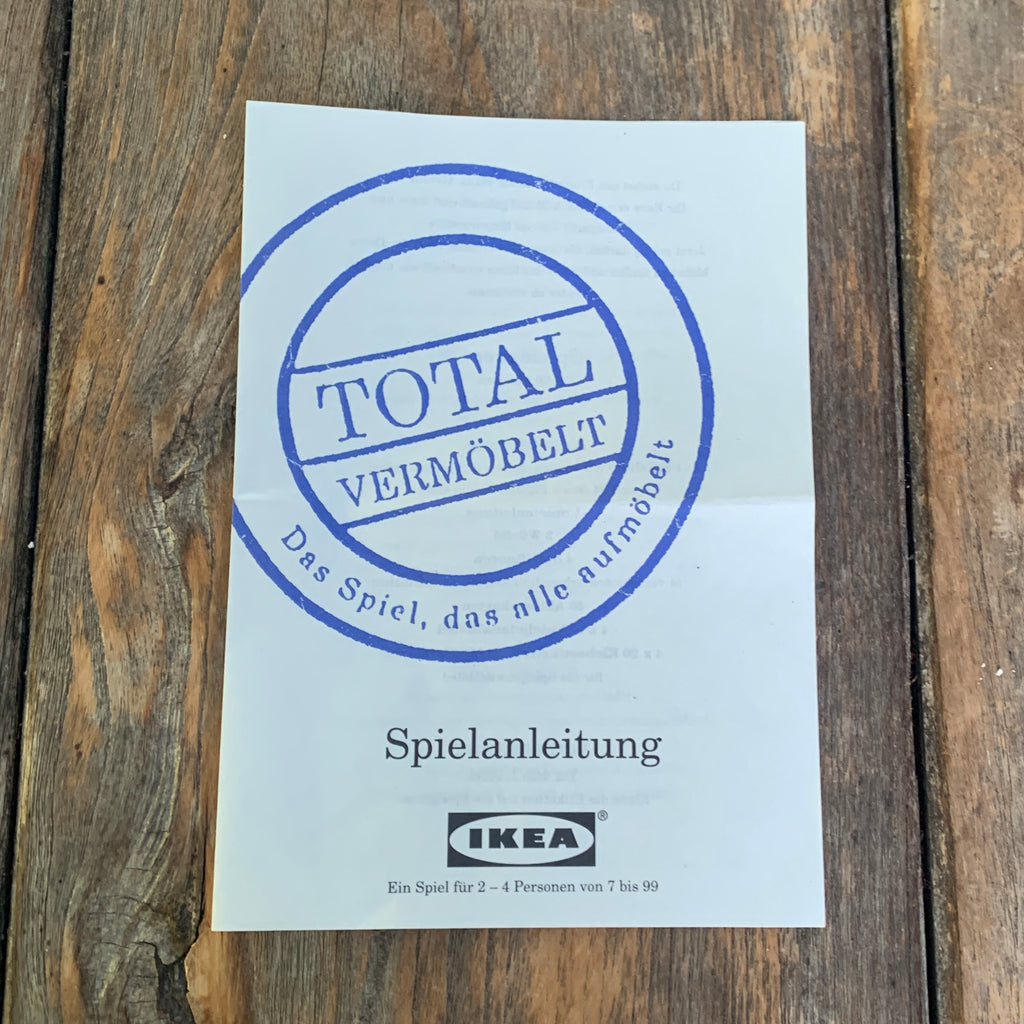 TOTAL
VERMÖBELT
Das Spiel, das alle aufmöbelt
Spielanleitung
IKEA®
Ein Spiel für 2 – 4 Personen von 7 bis 99